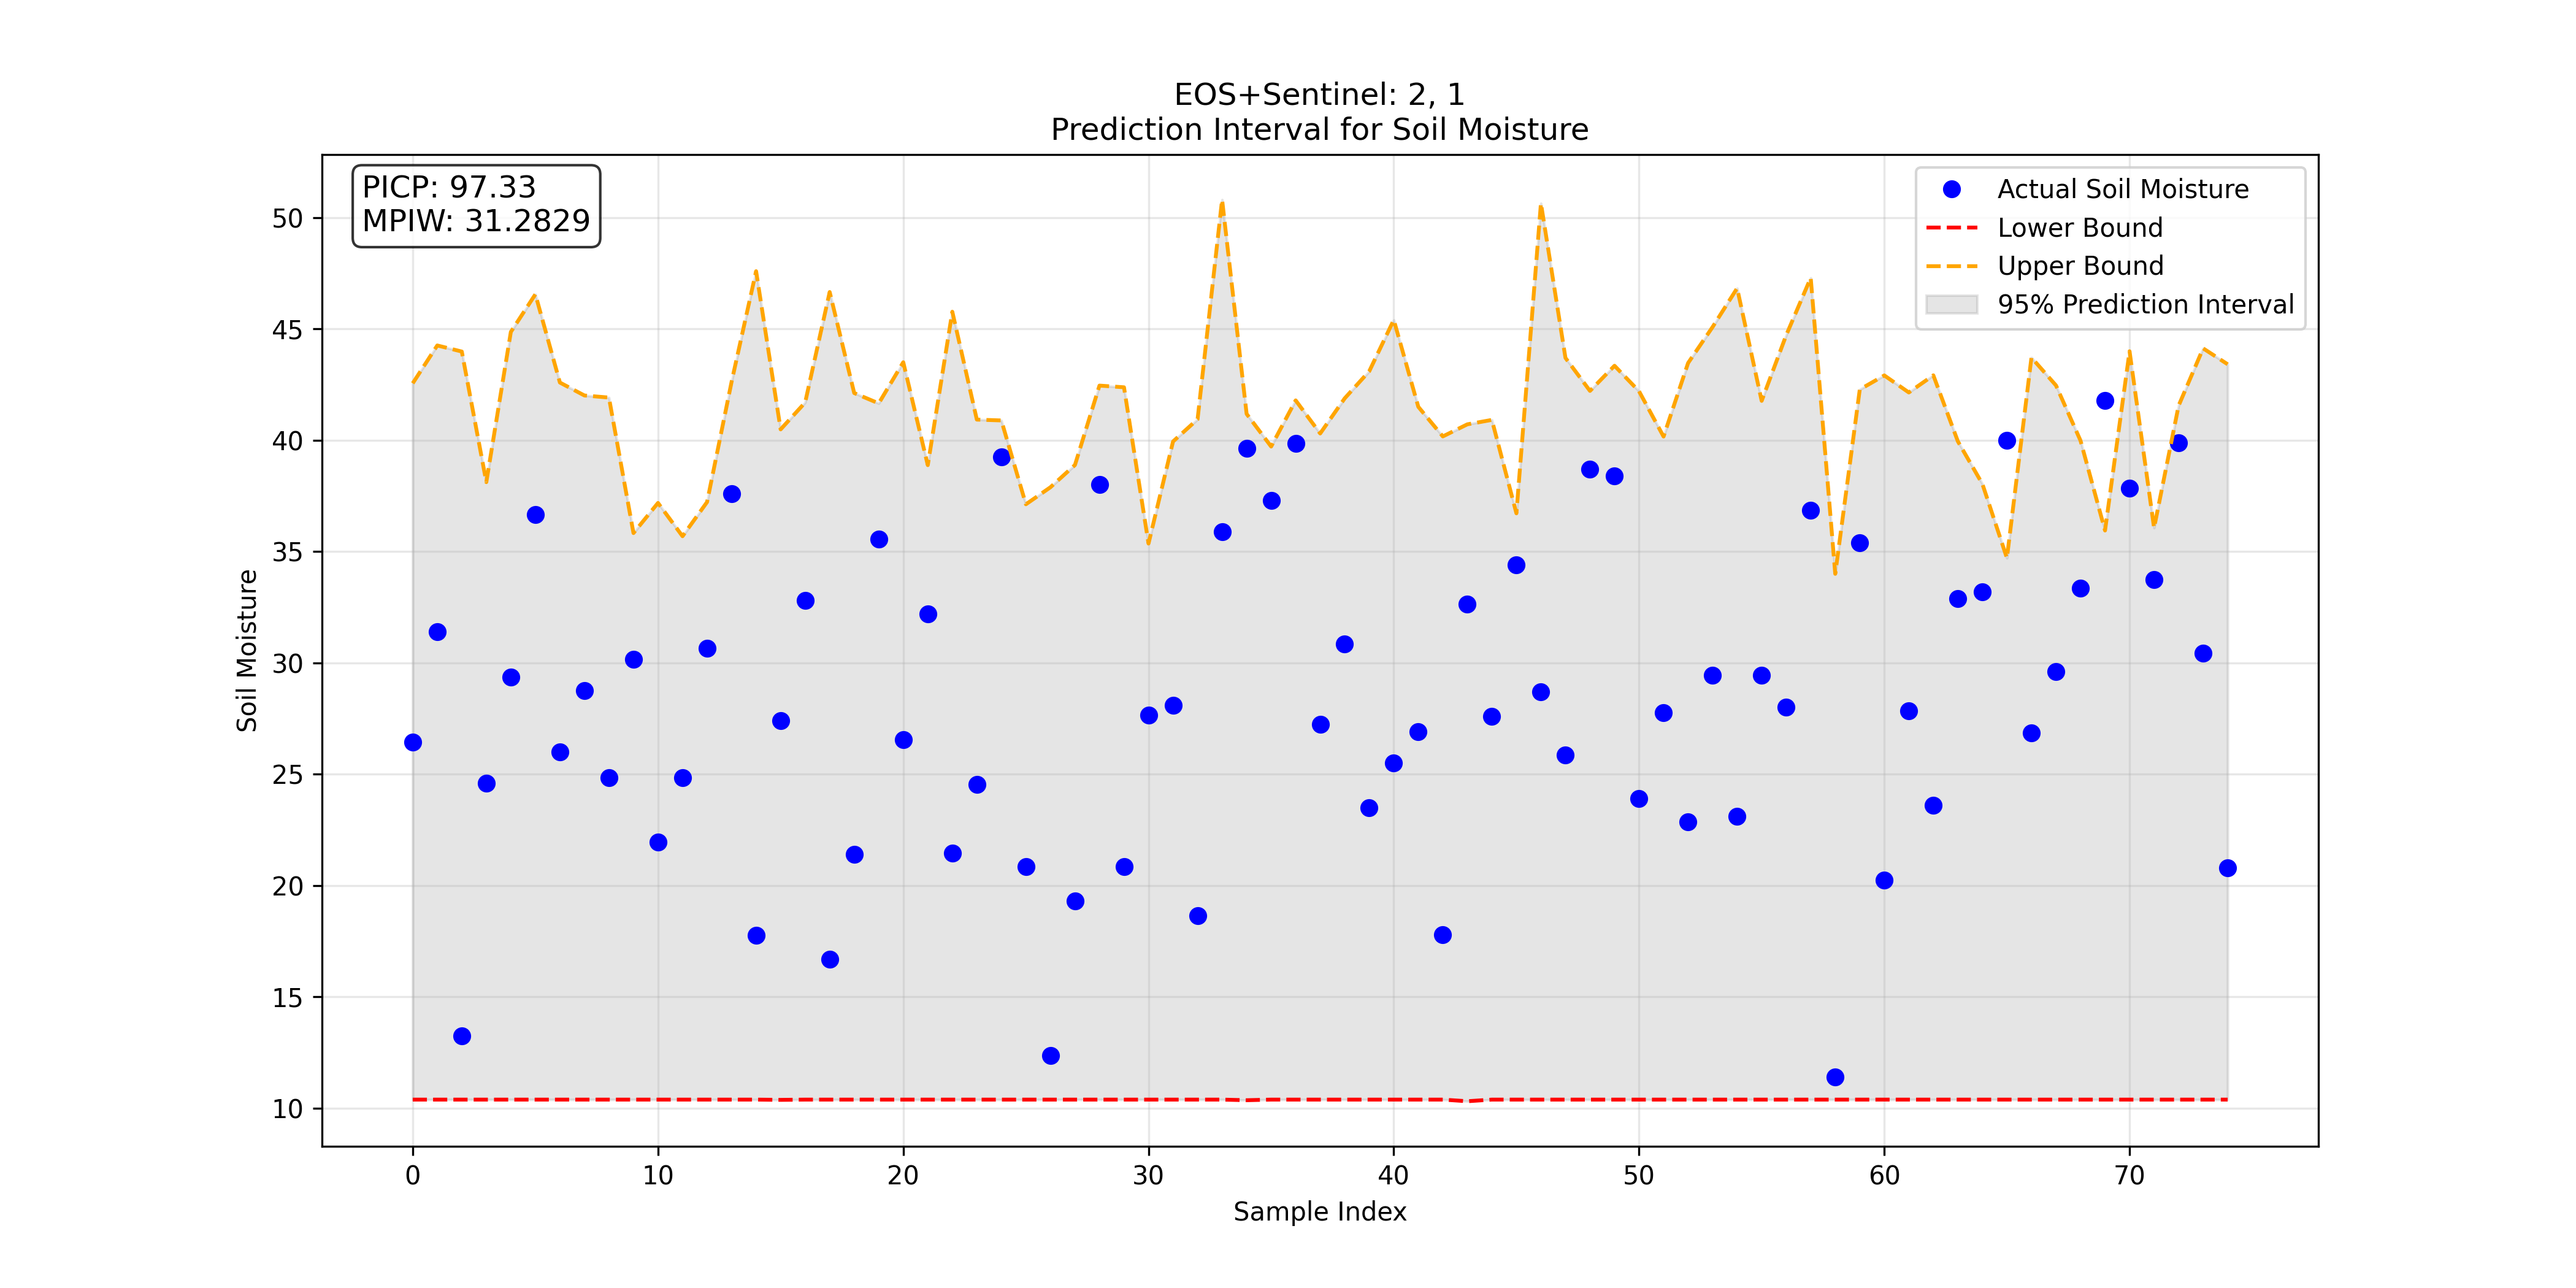 EOS+Sentinel: 2, 1
Prediction Interval for Soil Moisture
PICP: 97.33
MPIW: 31.2829
Actual Soil Moisture
Lower Bound
Upper Bound
95% Prediction Interval
Soil Moisture
50
45
40
35
30
25
20
15
10
0 10 20 30 40 50 60 70
Sample Index